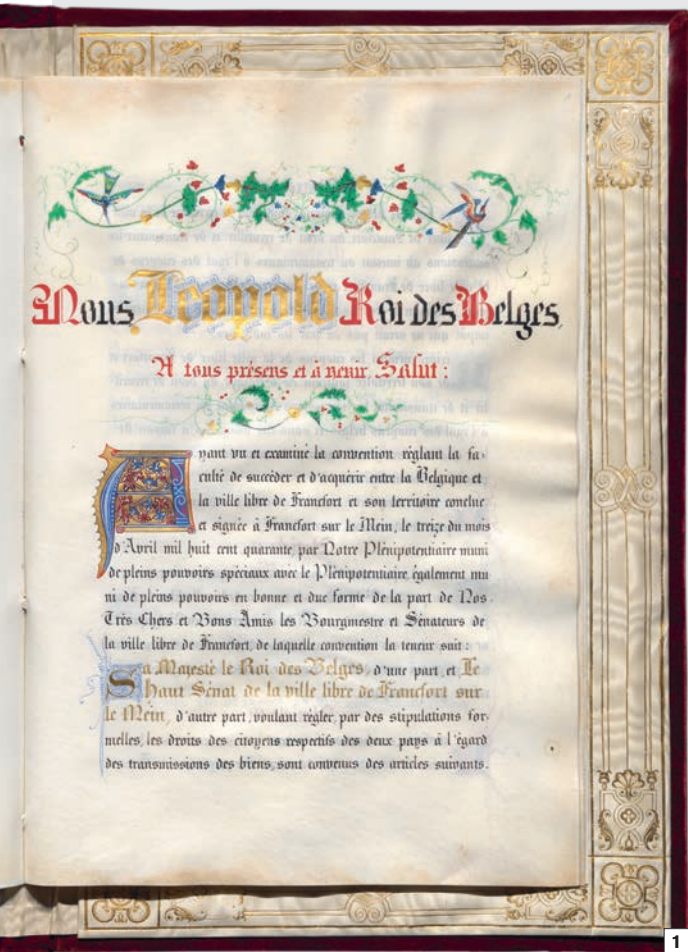 Nous Leopold Roi des Belges,
A tous présens et à venir, Salut :
Ayant vu et examiné la convention réglant la fa-
culté de succéder et d'acquérir entre la Belgique et
la ville libre de Francfort et son territoire conclue
et signée à Francfort sur le Mein, le treize du mois
d'Avril mil huit cent quarante par Notre Plénipotentiaire muni
de pleins pouvoirs spéciaux avec le Plénipotentiaire également mu
ni de pleins pouvoirs en bonne et due forme de la part de Nos
Très Chers et Bons Amis les Bourgmestre et Sénateurs de
la ville libre de Francfort, de laquelle convention la teneur suit :
Sa Majesté le Roi des Belges, d'une part, et Le
Haut Sénat de la ville libre de Francfort sur
le Mein, d'autre part, voulant régler, par des stipulations for-
melles, les droits des citoyens respectifs des deux pays à l'égard
des transmissions des biens, sont convenus des articles suivants.
1